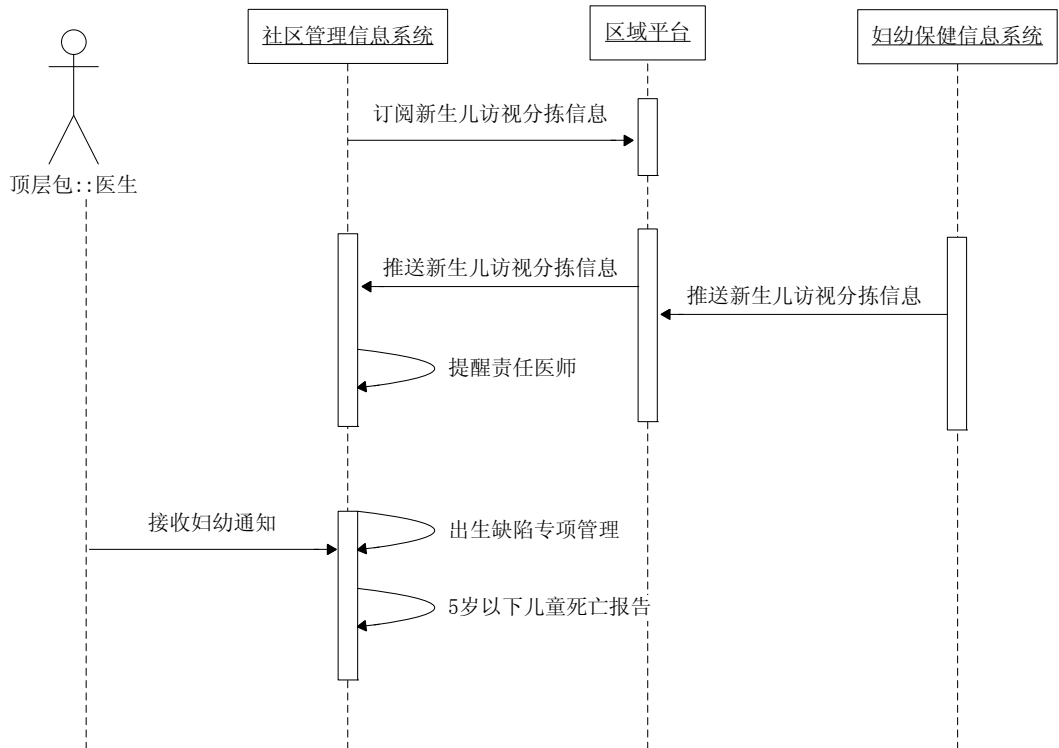 社区管理信息系统
区域平台
妇幼保健信息系统
订阅新生儿访视分拣信息
顶层包::医生
推送新生儿访视分拣信息
推送新生儿访视分拣信息
提醒责任医师
接收妇幼通知
出生缺陷专项管理
5岁以下儿童死亡报告